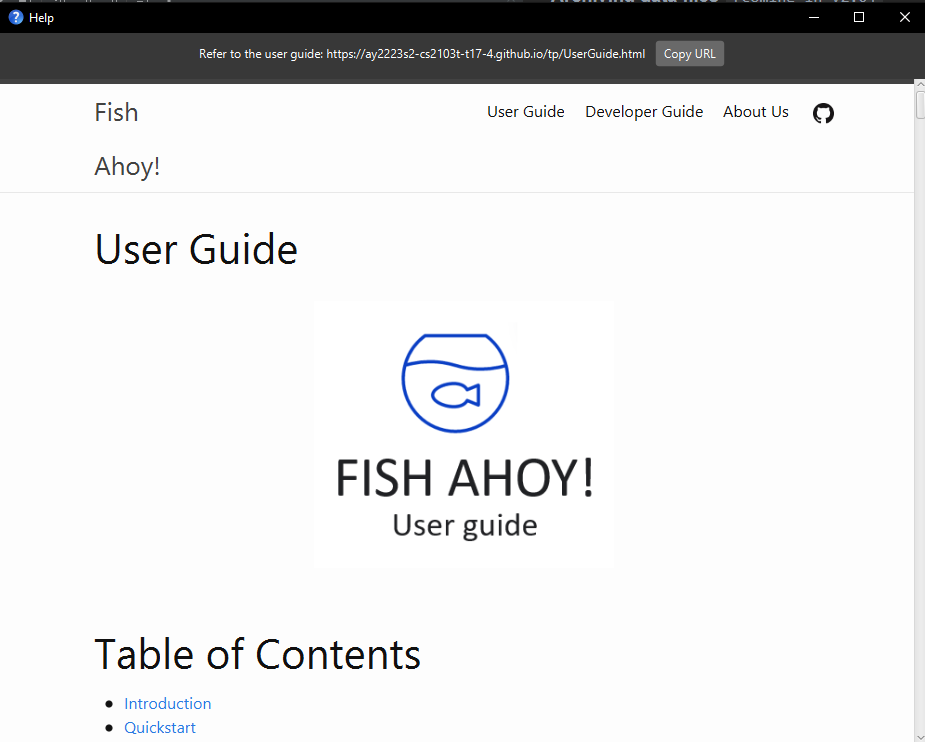 Help
Refer to the user guide: https://ay2223s2-cs2103t-t17-4.github.io/tp/UserGuide.html Copy URL
Fish
Ahoy!
User Guide Developer Guide About Us
User Guide
FISH AHOY!
User guide
Table of Contents
Introduction
Quickstart